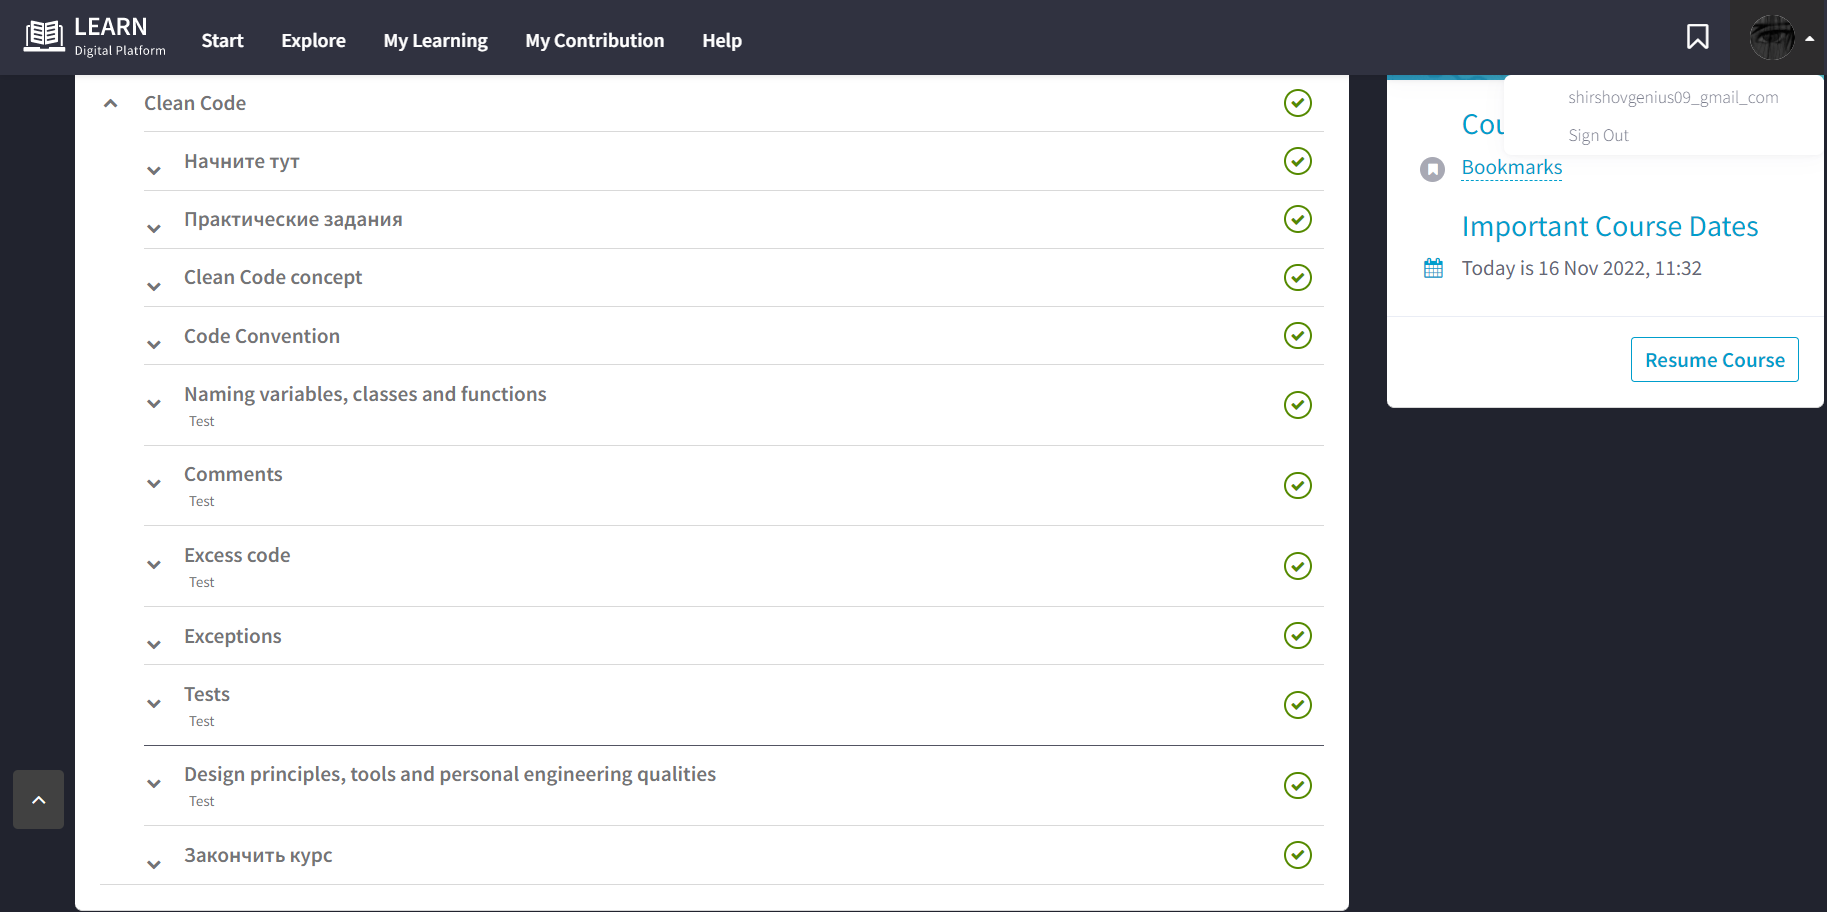 LEARN
Digital Platform
Start
Explore
My Learning
My Contribution
Help
Clean Code
Начните тут
Практические задания
Clean Code concept
Code Convention
Naming variables, classes and functions
Test
Comments
Test
Excess code
Test
Exceptions
Tests
Test
Design principles, tools and personal engineering qualities
Test
Закончить курс
shirshovgenius09_gmail_com
Sign Out
Bookmarks
Important Course Dates
Today is 16 Nov 2022, 11:32
Resume Course